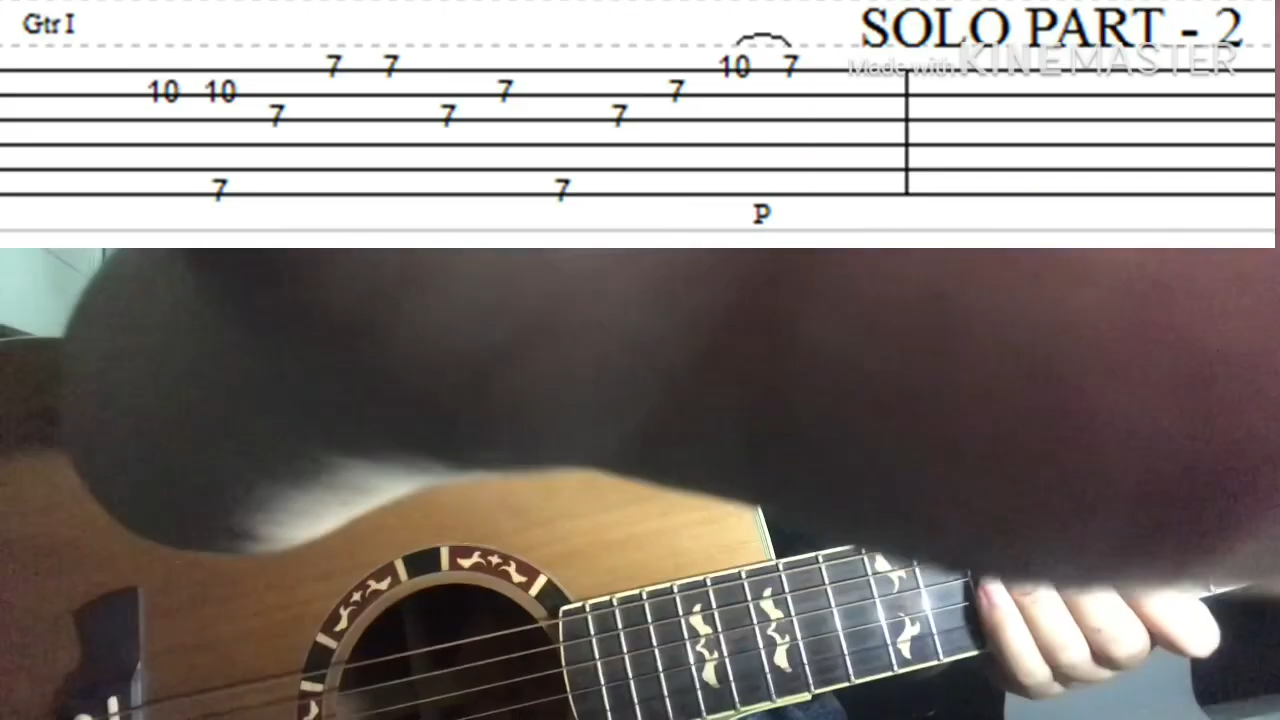 Gtr I
SOLO PART - 2
Made with KINEMASTER
7 7 10 7
10 10 7 7
7 7 7
7 7
p